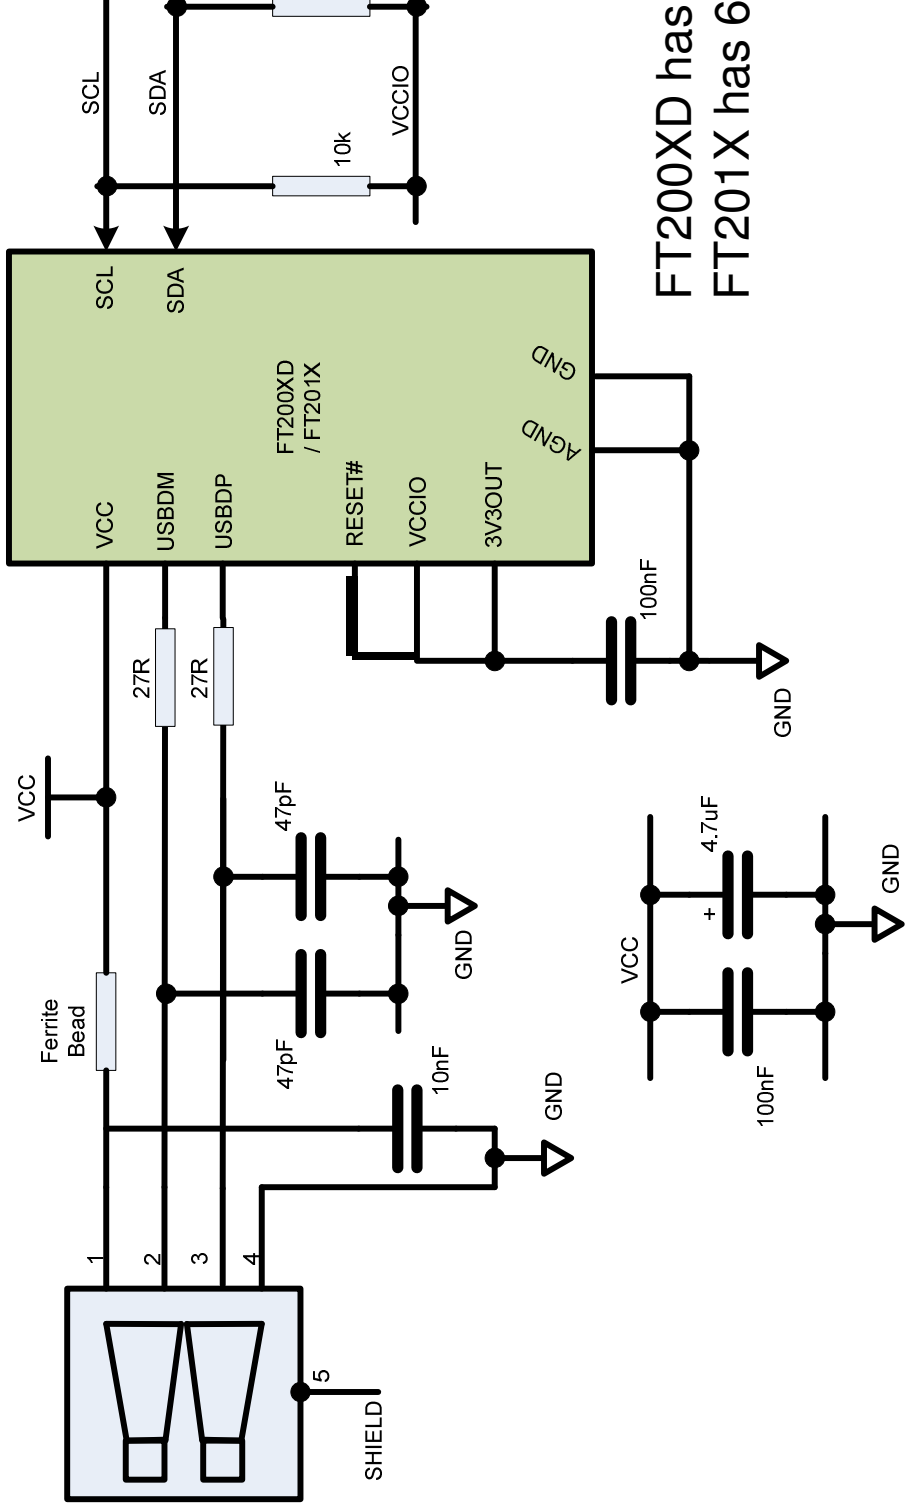 SCL
SDA
VCCIO
10k
FT200XD has
FT201X has 6
SCL
SDA
FT200XD
/ FT201X
GND
AGND
VCC
USBDM
USBDP
RESET#
VCCIO
3V3OUT
27R
27R
100nF
GND
VCC
47pF
47pF
GND
Ferrite
Bead
10nF
GND
VCC
4.7uF
+
100nF
GND
1
2
3
4
5
SHIELD